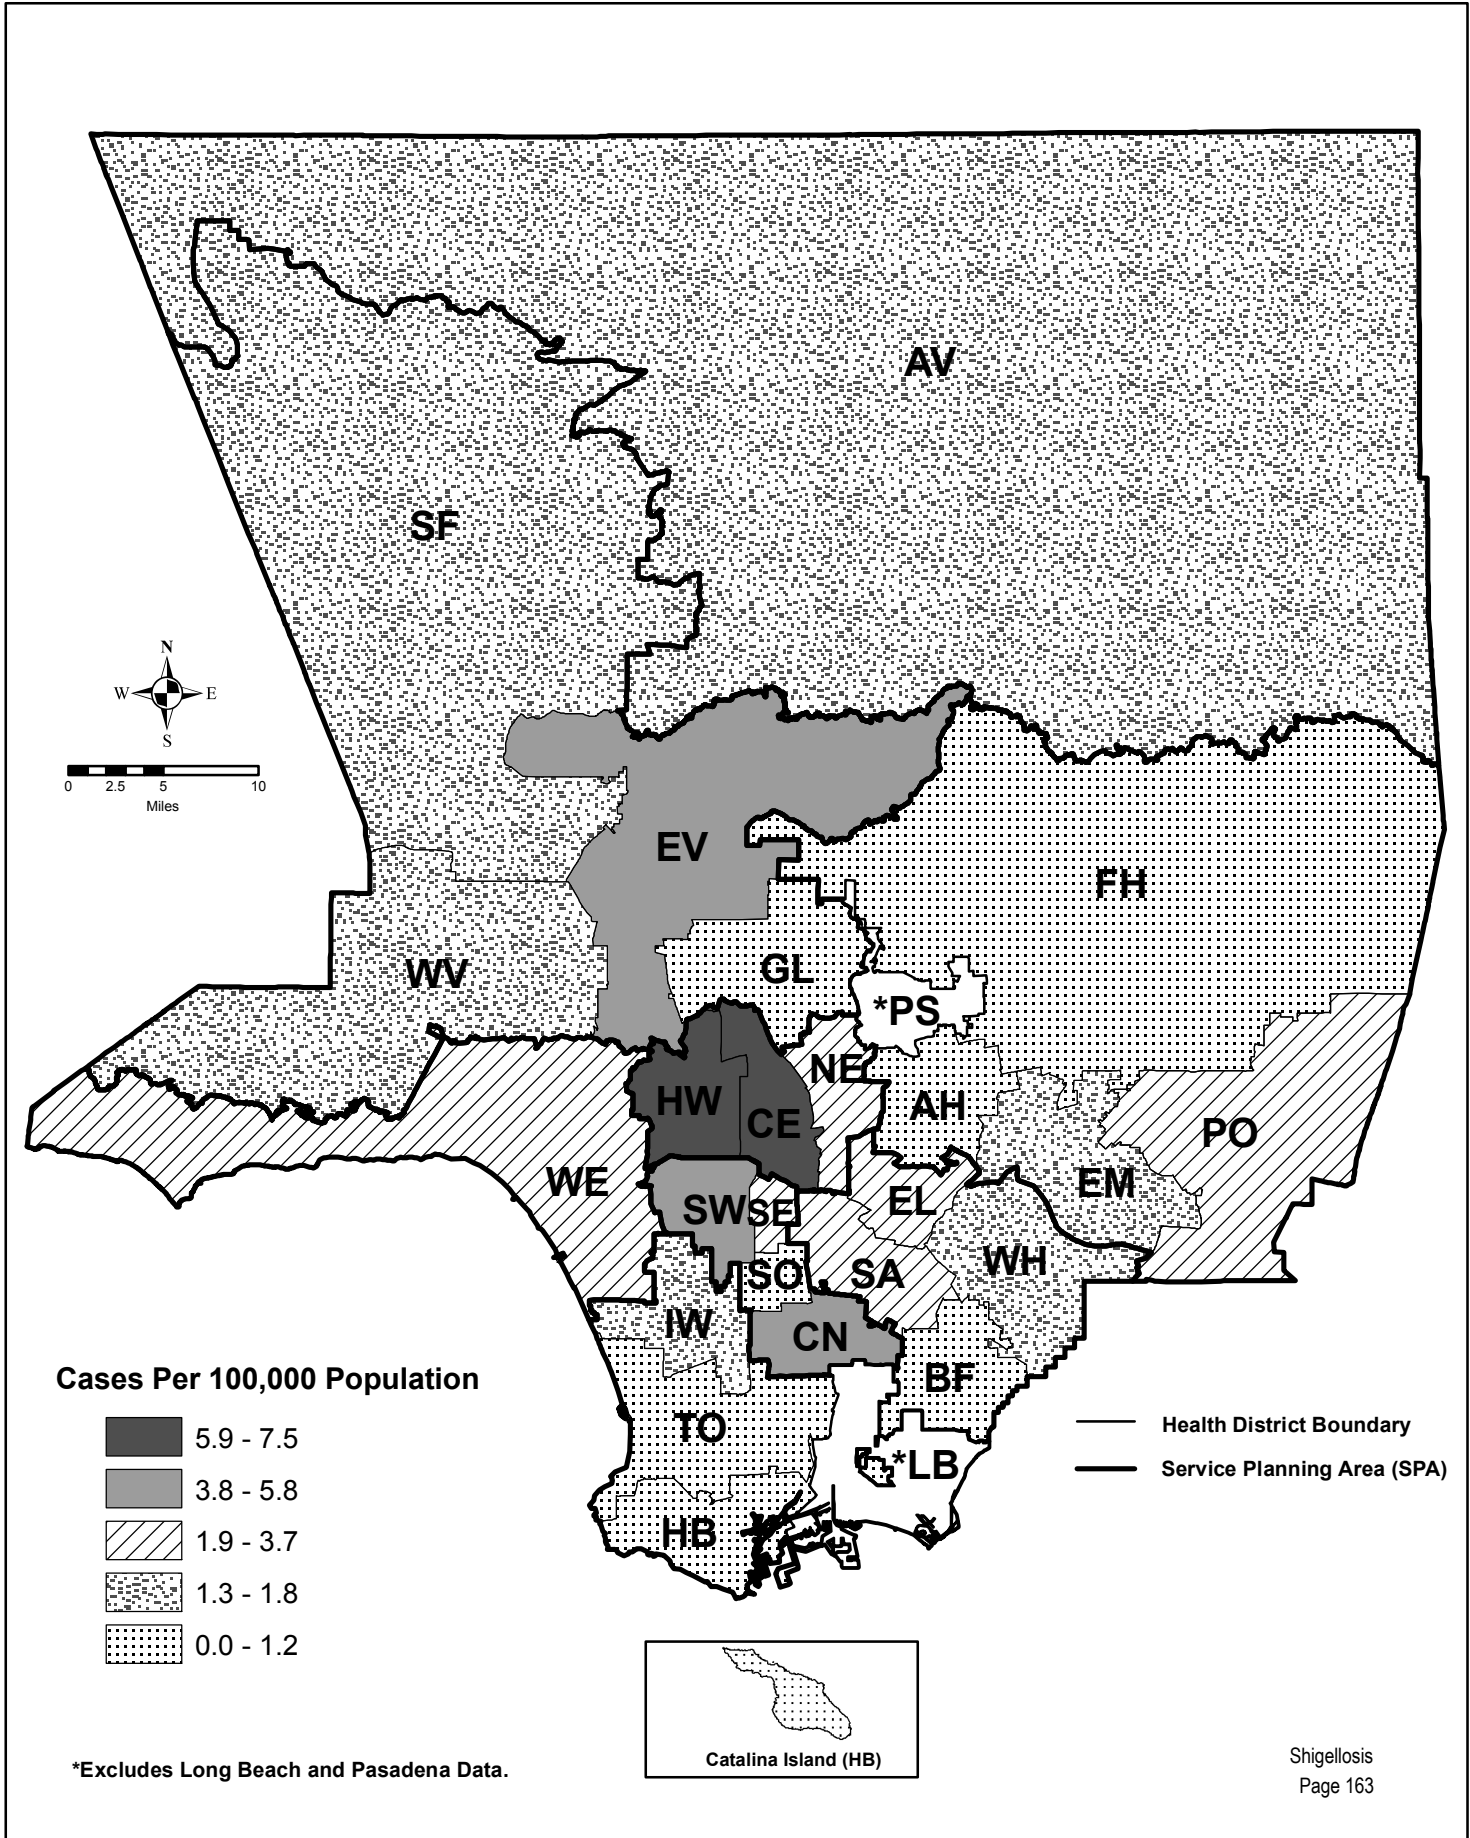 AV
SF
N
W E
S
0 2.5 5 10
Miles
EV
FH
WV
GL
*PS
NE
HW
AH
CE
PO
WE
EM
EL
SW
SE
WH
SO
SA
IW
CN
BF
TO
*LB
HB
Cases Per 100,000 Population
5.9 - 7.5
3.8 - 5.8
1.9 - 3.7
1.3 - 1.8
0.0 - 1.2
Health District Boundary
Service Planning Area (SPA)
Catalina Island (HB)
*Excludes Long Beach and Pasadena Data.
Shigellosis
Page 163